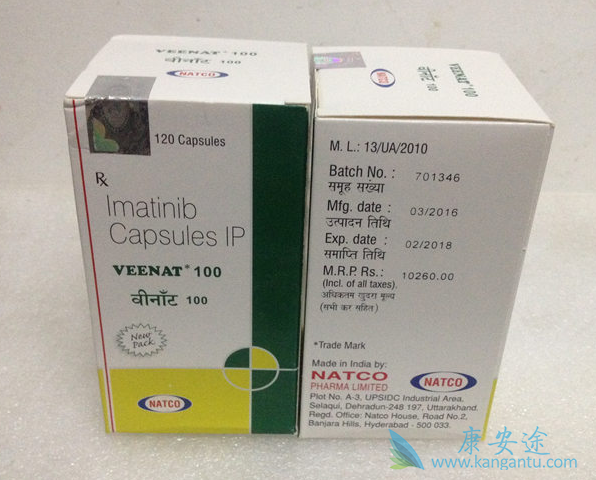 VEENAT* 100
वीनॉट 100
NATCO
120 Capsules
Rx
Imatinib
Capsules IP
VEENAT* 100
वीनॉट 100
New
Pack
NATCO
VEENAT* 100
वीनॉट 100
NATCO
M. L.: 13/UA/2010
Batch No. : 701346
समूह संख्या
Mfg. date : 03/2016
उत्पादन तिथि
Exp. date : 02/2018
समाप्ति तिथि
M.R.P. Rs.: 10260.00
(Incl. of all taxes).
अधिकतम खुदरा मूल्य
(सभी कर सहित)
*Trade Mark
Made in India by:
NATCO
PHARMA LIMITED
NATCO
Plot No. A-3, UPSIDC Industrial Area,
Selaqui, Dehradun-248 197, Uttarakhand.
Regd. Office: Natco House, Road No.2,
Banjara Hills, Hyderabad - 500 033.
康安途
www.kangantu.com